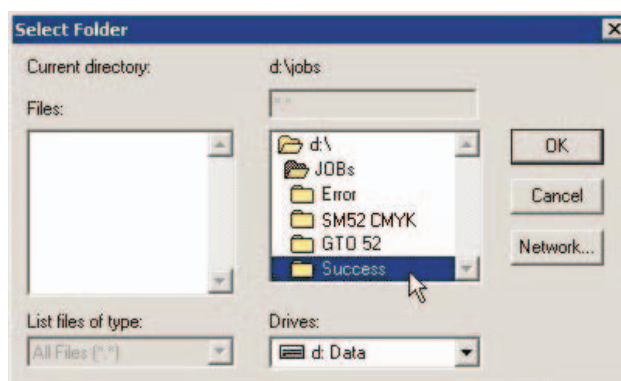 Select Folder
Current directory:
d:\jobs
Files:
*.*
d:\
JOBs
Error
SM52 CMYK
GTO 52
Success
OK
Cancel
Network...
List files of type:
All Files (*.*)
Drives:
d: Data